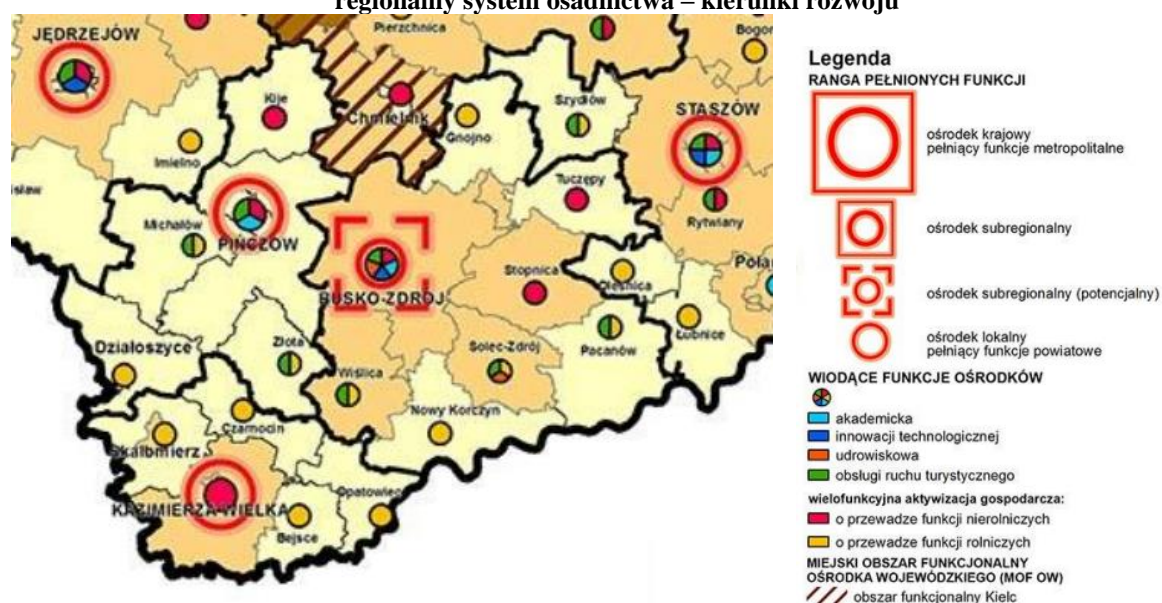 regionalny system osadnictwa – kierunki rozwoju
JĘDRZEJÓW
Pierzchnica
Kije
Chmielnik
Gnojno
Szydłów
STASZÓW
Imielno
Tuczępy
Rytwiany
Michałów
PIŃCZÓW
Stopnica
Oleśnica
BUSKO-ZDRÓJ
Łubnice
Działoszyce
Złota
Solec-Zdrój
Pacanów
Wiślica
Nowy Korczyn
Czarnocin
Skalbmierz
KAZIMIERZA WIELKA
Opatowiec
Bejsce
Legenda
RANGA PEŁNIONYCH FUNKCJI
ośrodek krajowy
pełniący funkcje metropolitalne
ośrodek subregionalny
ośrodek subregionalny (potencjalny)
ośrodek lokalny
pełniący funkcje powiatowe
WIODĄCE FUNKCJE OŚRODKÓW
akademicka
innowacji technologicznej
udrowiskowa
obsługi ruchu turystycznego
wielofunkcyjna aktywizacja gospodarcza:
o przewadze funkcji nierolniczych
o przewadze funkcji rolniczych
MIEJSKI OBSZAR FUNKCJONALNY
OŚRODKA WOJEWÓDZKIEGO (MOF OW)
obszar funkcjonalny Kielc